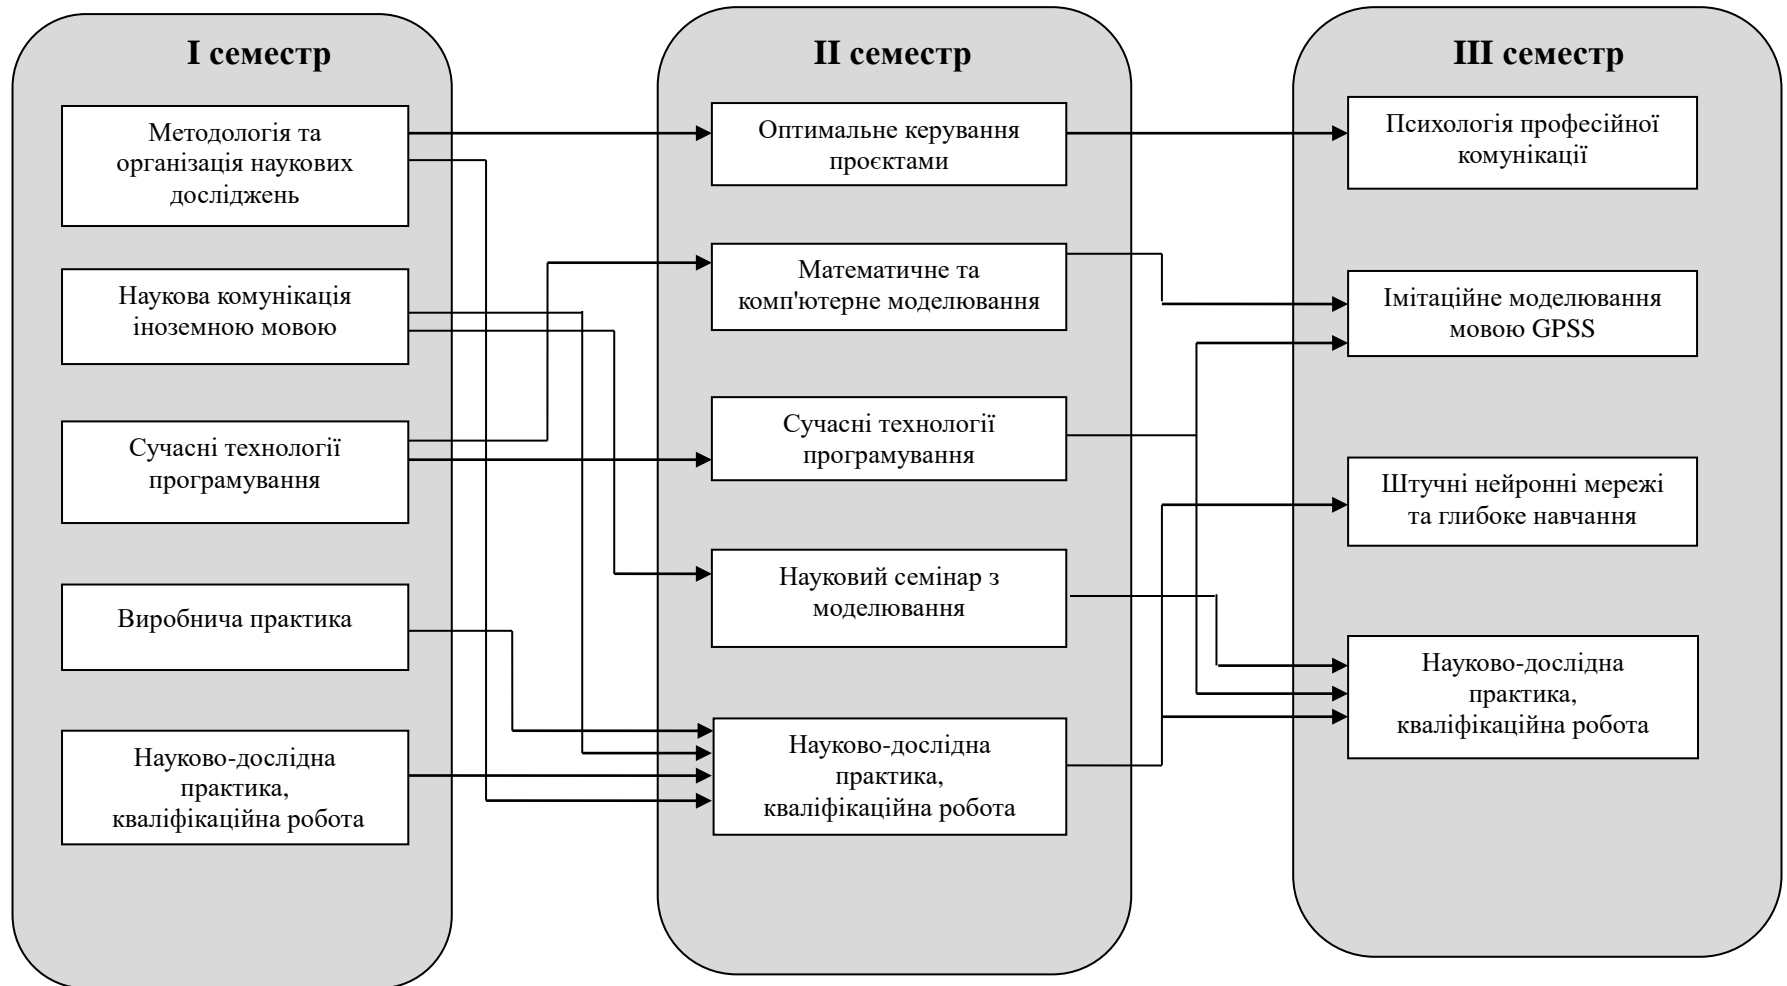 I семестр
Методологія та
організація наукових
досліджень
Наукова комунікація
іноземною мовою
Сучасні технології
програмування
Виробнича практика
Науково-дослідна
практика,
кваліфікаційна робота
II семестр
Оптимальне керування
проєктами
Математичне та
комп'ютерне моделювання
Сучасні технології
програмування
Науковий семінар з
моделювання
Науково-дослідна
практика,
кваліфікаційна робота
III семестр
Психологія професійної
комунікації
Імітаційне моделювання
мовою GPSS
Штучні нейронні мережі
та глибоке навчання
Науково-дослідна
практика,
кваліфікаційна робота